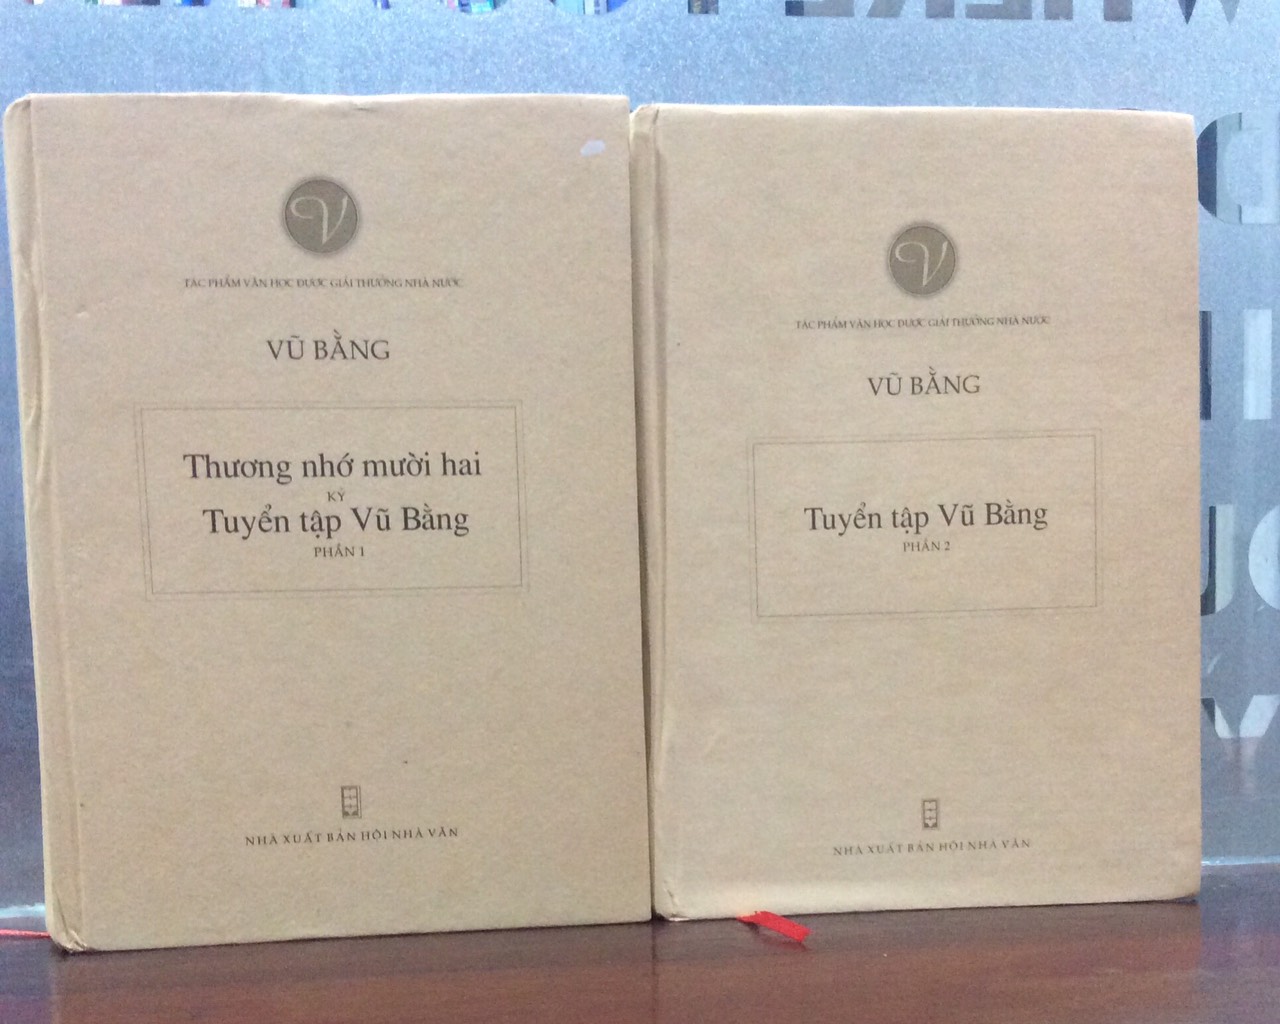 V
TÁC PHẨM VĂN HỌC ĐƯỢC GIẢI THƯỞNG NHÀ NƯỚC
VŨ BẰNG
Thương nhớ mười hai
KÝ
Tuyển tập Vũ Bằng
PHẦN 1
NHÀ XUẤT BẢN HỘI NHÀ VĂN
V
TÁC PHẨM VĂN HỌC ĐƯỢC GIẢI THƯỞNG NHÀ NƯỚC
VŨ BẰNG
Tuyển tập Vũ Bằng
PHẦN 2
NHÀ XUẤT BẢN HỘI NHÀ VĂN